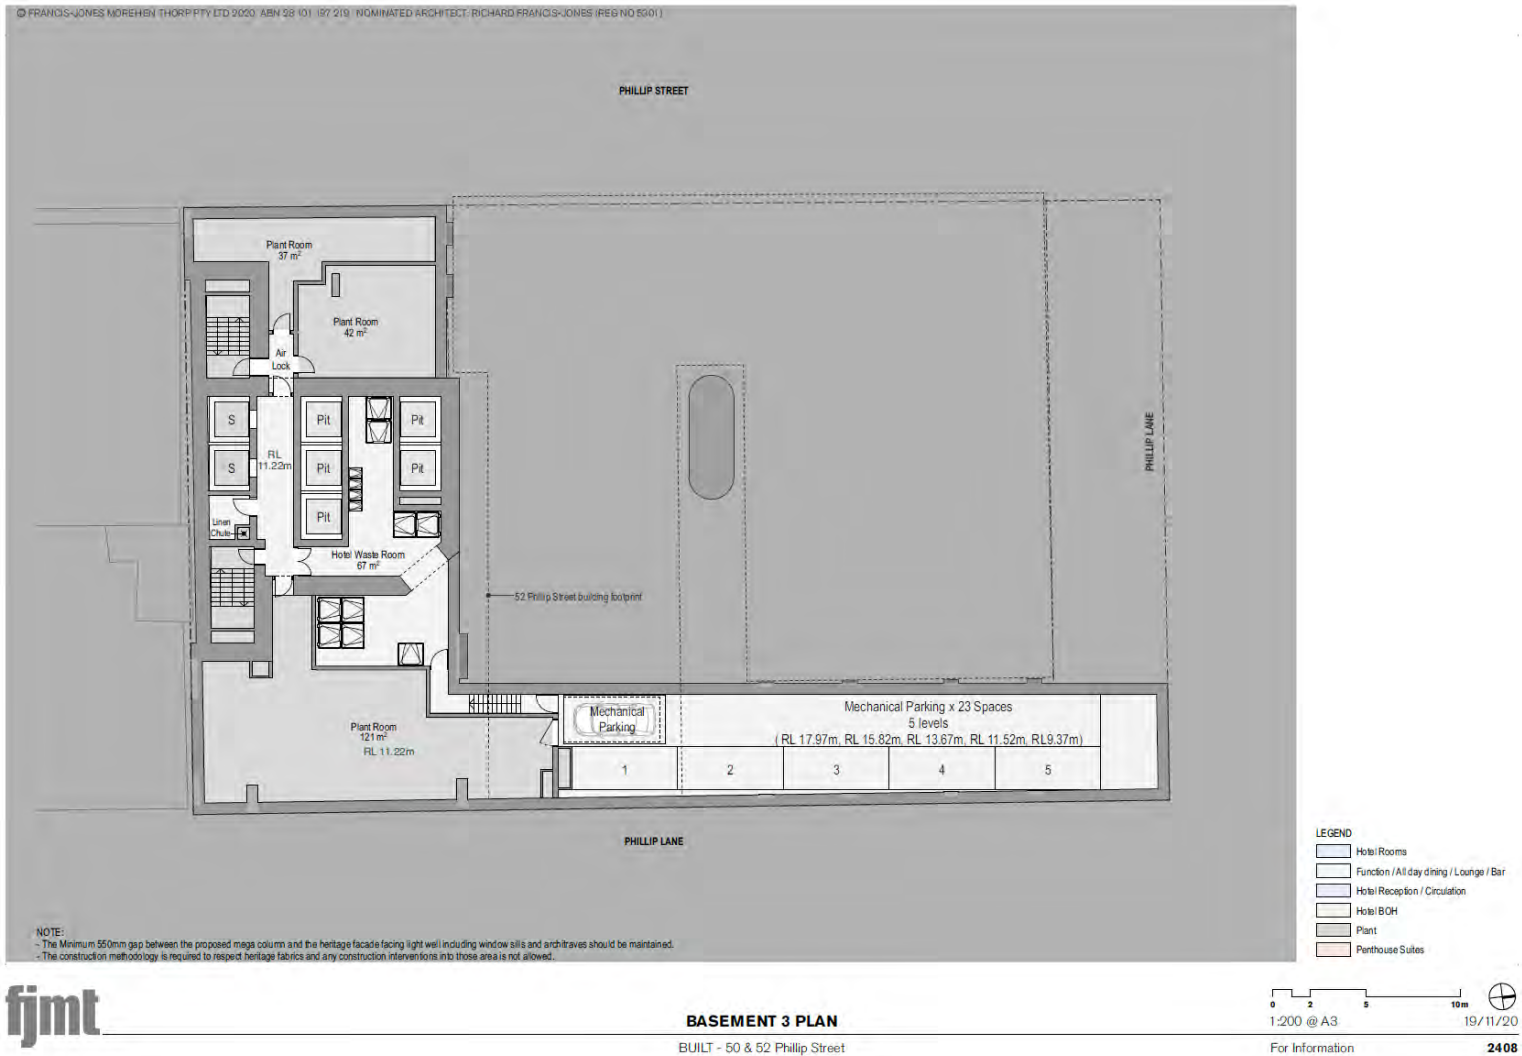 © FRANCIS-JONES MOREHEN THORP PTY LTD 2020 ABN 28 101 197 219 NOMINATED ARCHITECT: RICHARD FRANCIS-JONES (REG NO 5301)
PHILLIP STREET
Plant Room
37 m²
Plant Room
42 m²
Air
Lock
S
Pit
Pit
PHILLIP LANE
RL
11.22m
S
Pit
Pit
Pit
Linen
Chute
Hotel Waste Room
67 m²
52 Phillip Street building footprint
Mechanical
Parking
Mechanical Parking x 23 Spaces
5 levels
( RL 17.97m, RL 15.82m, RL 13.67m, RL 11.52m, RL9.37m)
Plant Room
121 m²
RL 11.22m
1
2
3
4
5
PHILLIP LANE
LEGEND
Hotel Rooms
Function / All day dining / Lounge / Bar
Hotel Reception / Circulation
Hotel BOH
Plant
Penthouse Suites
NOTE:
- The Minimum 550mm gap between the proposed mega column and the heritage facade facing light well including window sills and architraves should be maintained.
- The construction methodology is required to respect heritage fabrics and any construction interventions into those area is not allowed.
fjmt
BASEMENT 3 PLAN
0 2 5 10m
1:200 @ A3
19/11/20
BUILT - 50 & 52 Phillip Street
For Information
2408